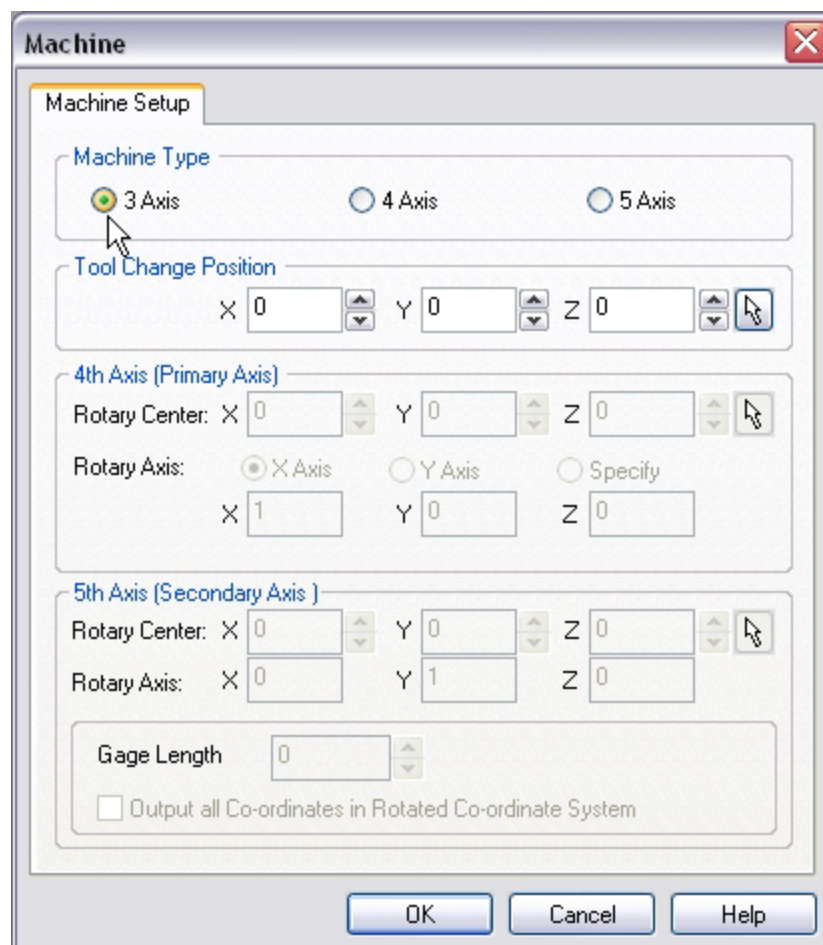 Machine
Machine Setup
Machine Type
3 Axis 4 Axis 5 Axis
Tool Change Position
X 0 Y 0 Z 0
4th Axis (Primary Axis)
Rotary Center: X 0 Y 0 Z 0
Rotary Axis: X Axis Y Axis Specify
X 1 Y 0 Z 0
5th Axis (Secondary Axis )
Rotary Center: X 0 Y 0 Z 0
Rotary Axis: X 0 Y 1 Z 0
Gage Length 0
Output all Co-ordinates in Rotated Co-ordinate System
OK Cancel Help